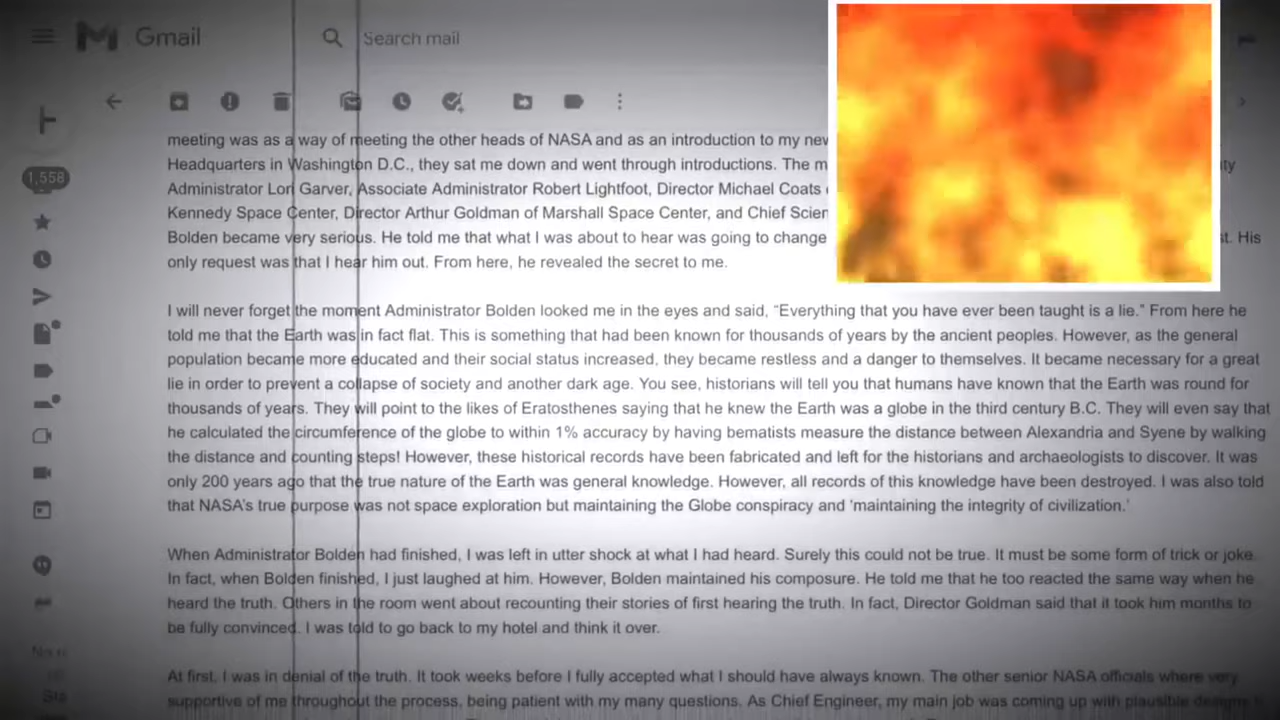 Gmail
Search mail
1,558
meeting was as a way of meeting the other heads of NASA and as an introduction to my new
Headquarters in Washington D.C., they sat me down and went through introductions. The
Administrator Lori Garver, Associate Administrator Robert Lightfoot, Director Michael Coats
Kennedy Space Center, Director Arthur Goldman of Marshall Space Center, and Chief
Bolden became very serious. He told me that what I was about to hear was going to change His
only request was that I hear him out. From here, he revealed the secret to me.
I will never forget the moment Administrator Bolden looked me in the eyes and said, “Everything that you have ever been taught is a lie.” From here he
told me that the Earth was in fact flat. This is something that had been known for thousands of years by the ancient peoples. However, as the general
population became more educated and their social status increased, they became restless and a danger to themselves. It became necessary for a great
lie in order to prevent a collapse of society and another dark age. You see, historians will tell you that humans have known that the Earth was round for
thousands of years. They will point to the likes of Eratosthenes saying that he knew the Earth was a globe in the third century B.C. They will even say that
he calculated the circumference of the globe to within 1% accuracy by having bematists measure the distance between Alexandria and Syene by walking
the distance and counting steps! However, these historical records have been fabricated and left for the historians and archaeologists to discover. It was
only 200 years ago that the true nature of the Earth was general knowledge. However, all records of this knowledge have been destroyed. I was also told
that NASA's true purpose was not space exploration but maintaining the Globe conspiracy and 'maintaining the integrity of civilization.'
When Administrator Bolden had finished, I was left in utter shock at what I had heard. Surely this could not be true. It must be some form of trick or joke.
In fact, when Bolden finished, I just laughed at him. However, Bolden maintained his composure. He told me that he too reacted the same way when he
heard the truth. Others in the room went about recounting their stories of first hearing the truth. In fact, Director Goldman said that it took him months to
be fully convinced. I was told to go back to my hotel and think it over.
At first, I was in denial of the truth. It took weeks before I fully accepted what I should have always known. The other senior NASA officials where very
supportive of me throughout the process, being patient with my many questions. As Chief Engineer, my main job was coming up with plausible designs